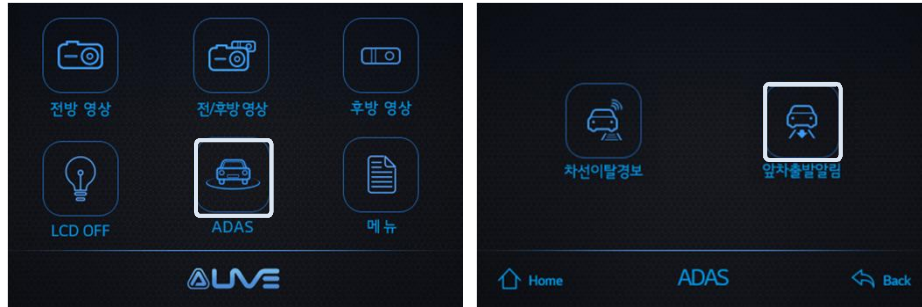 전방 영상
전/후방 영상
후방 영상
LCD OFF
ADAS
메뉴
ALIVE
차선이탈경보
앞차출발알림
Home
ADAS
Back